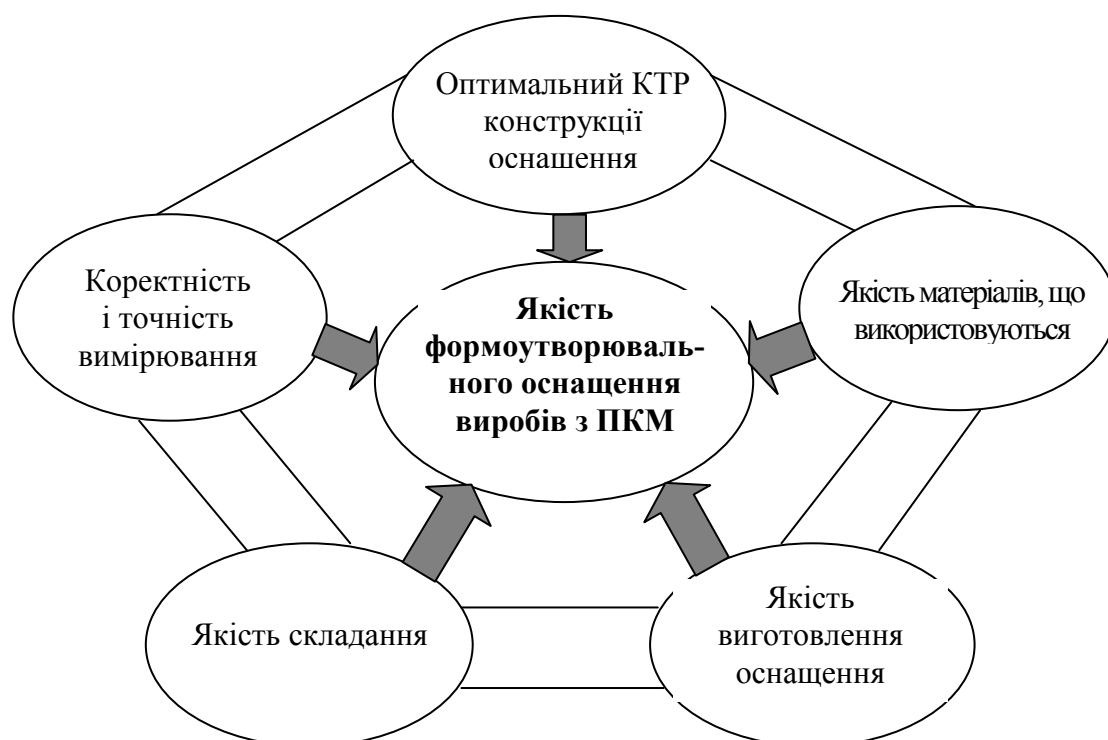 Оптимальний КТР
конструкції
оснашення
Коректність
і точність
вимірювання
Якість матеріалів, що
використовуються
Якість
формоутворюваль-
ного оснащення
виробів з ПКМ
Якість складання
Якість
виготовлення
оснащення